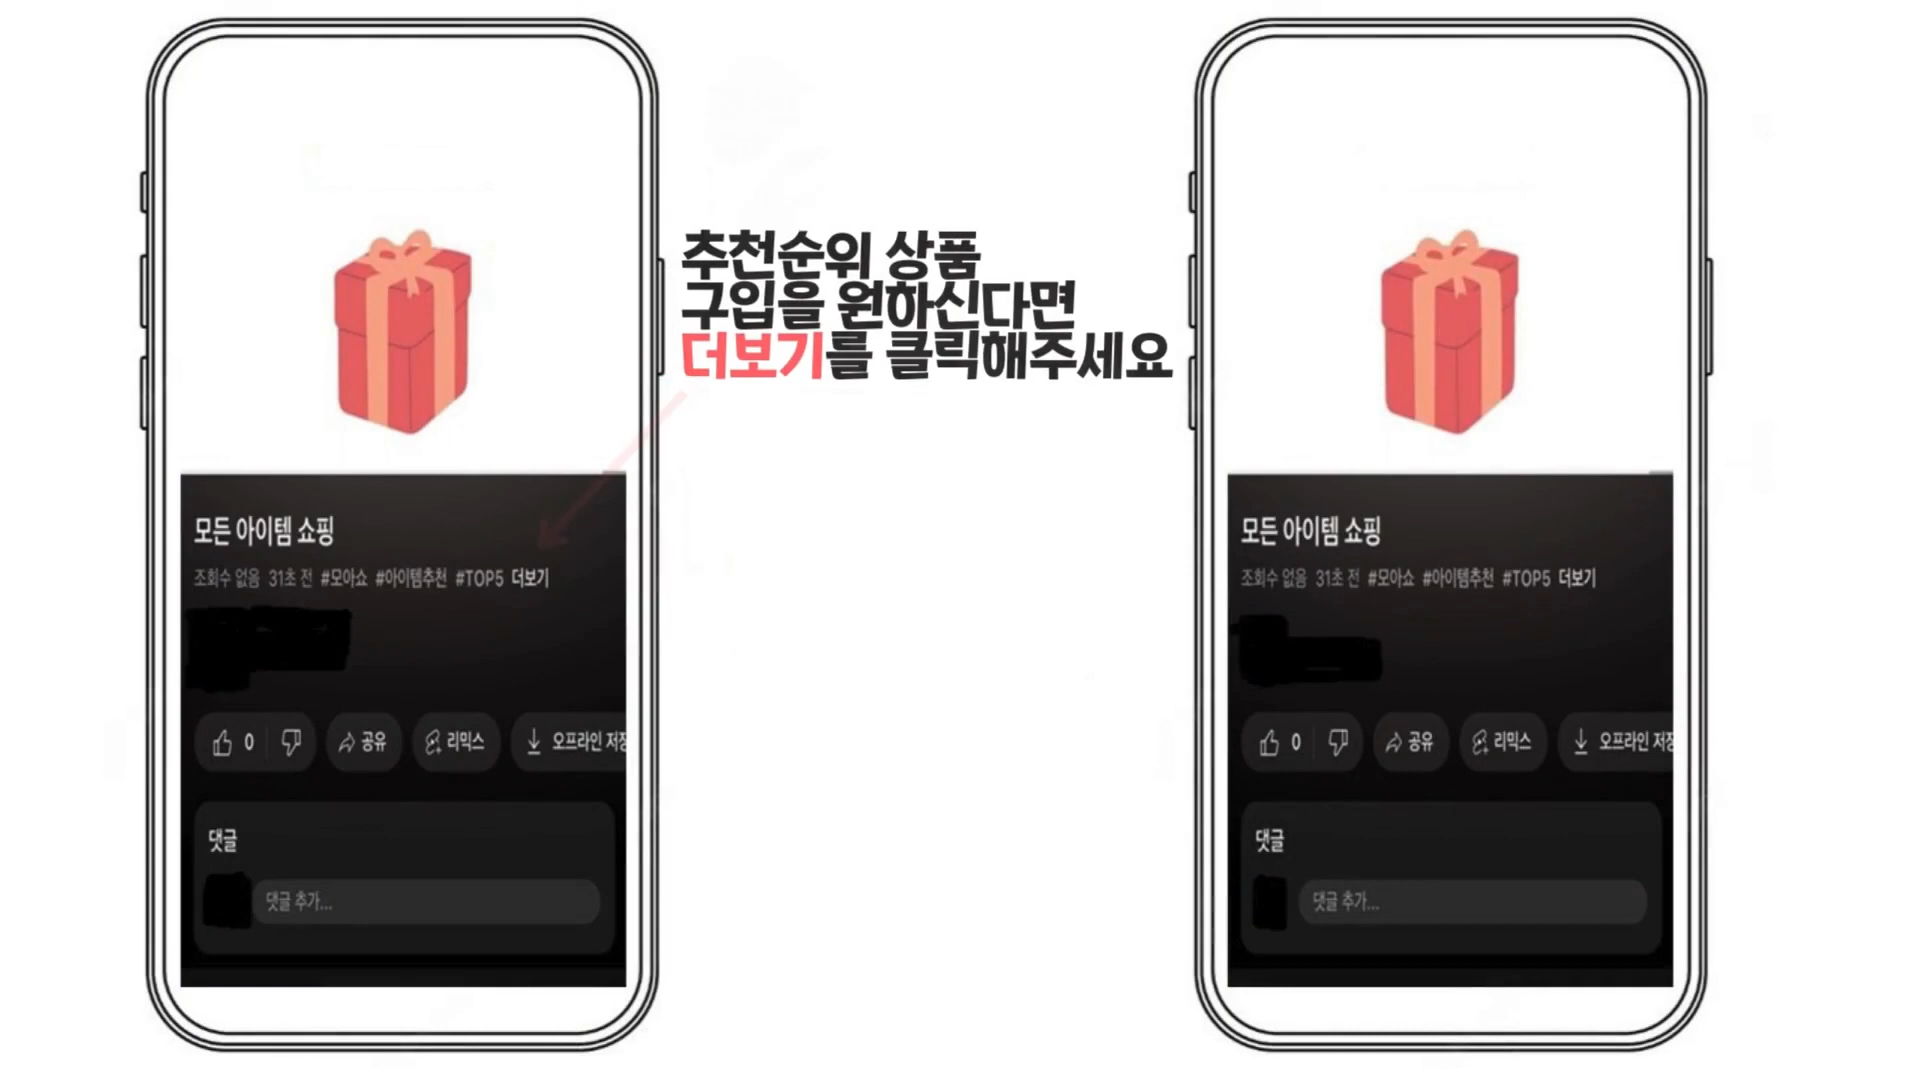 추천순위 상품
구입을 원하신다면
더보기를 클릭해주세요
모든 아이템 쇼핑
조회수 없음 31초 전 #모아쇼 #아이템추천 #TOP5 더보기
0 공유 리믹스 오프라인 저장
댓글
댓글 추가...
모든 아이템 쇼핑
조회수 없음 31초 전 #모아쇼 #아이템추천 #TOP5 더보기
0 공유 리믹스 오프라인 저장
댓글
댓글 추가...